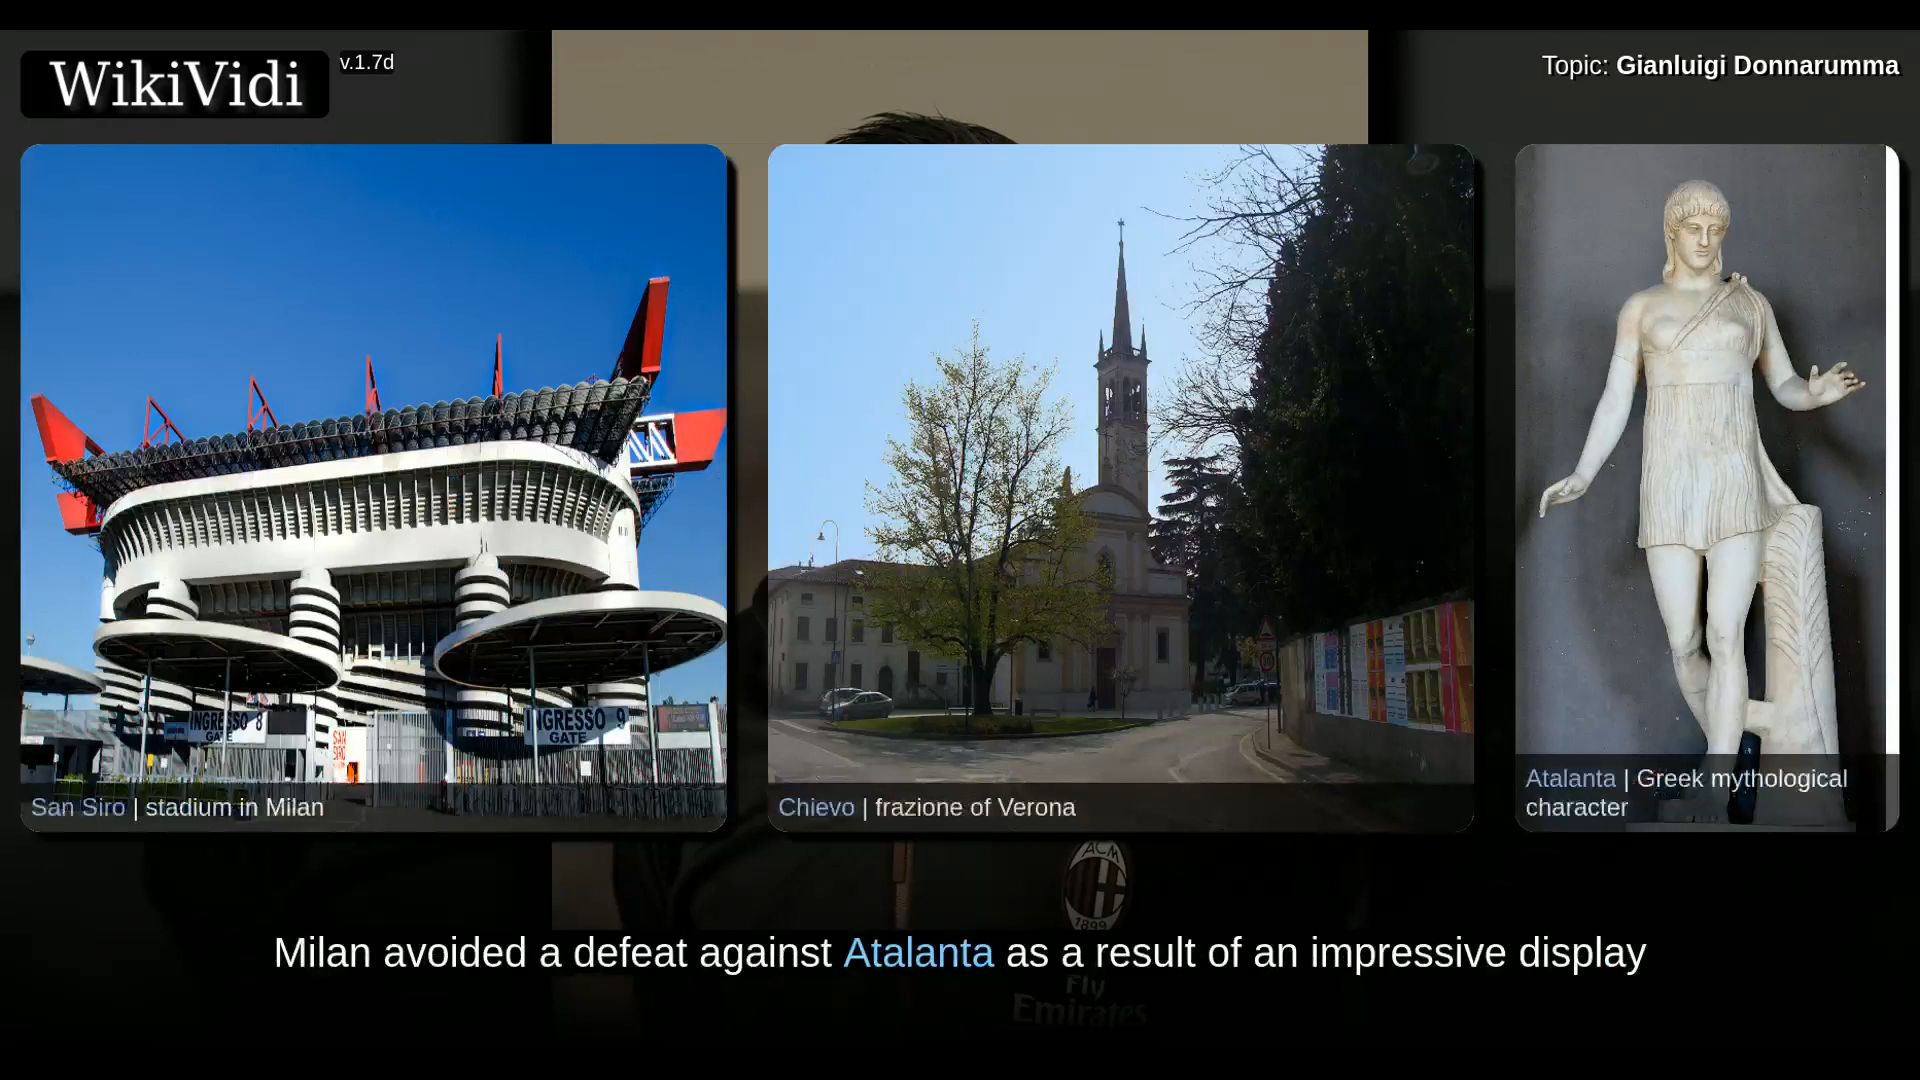 WikiVidi
v.1.7d
Topic: Gianluigi Donnarumma
INGRESSO 8
GATE
INGRESSO 9
GATE
SAN
SIRO
San Siro | stadium in Milan
Chievo | frazione of Verona
Atalanta | Greek mythological
character
ACM
1899
Milan avoided a defeat against Atalanta as a result of an impressive display
Fly
Emirates